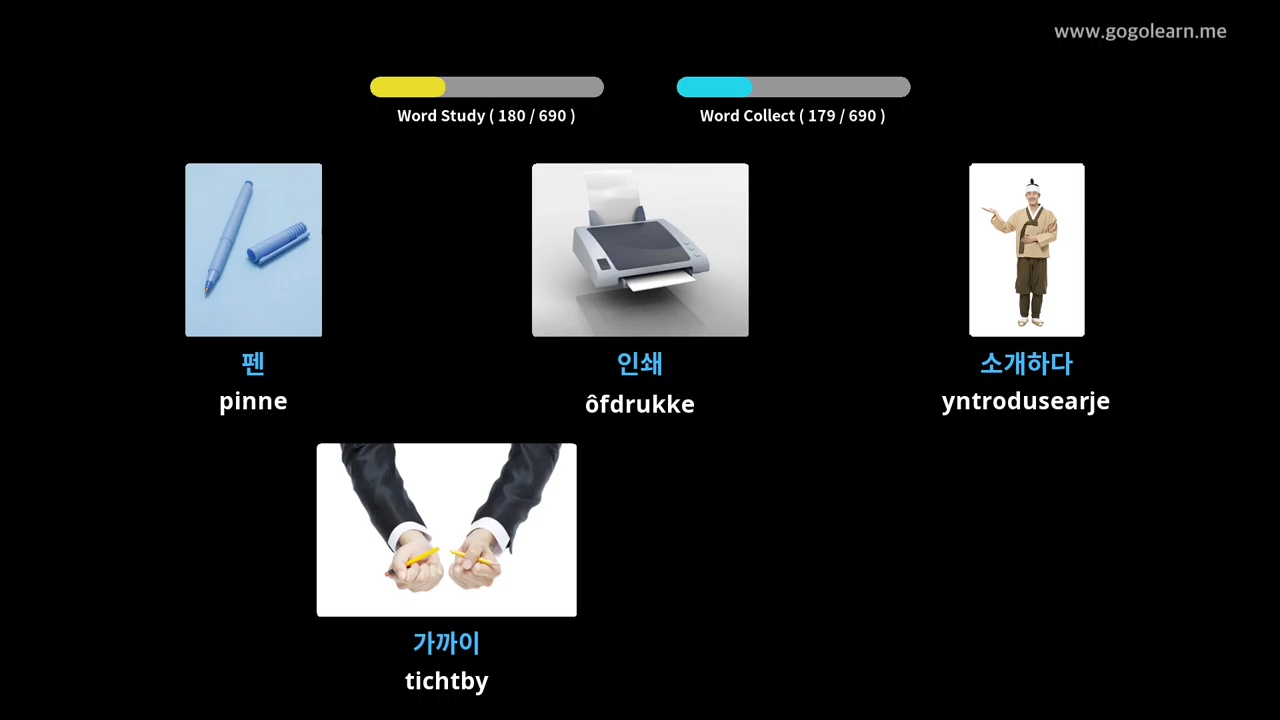 www.gogolearn.me
Word Study ( 180 / 690 )
Word Collect ( 179 / 690 )
펜
pinne
인쇄
ôfdrukke
소개하다
yntrodusearje
가까이
tichtby